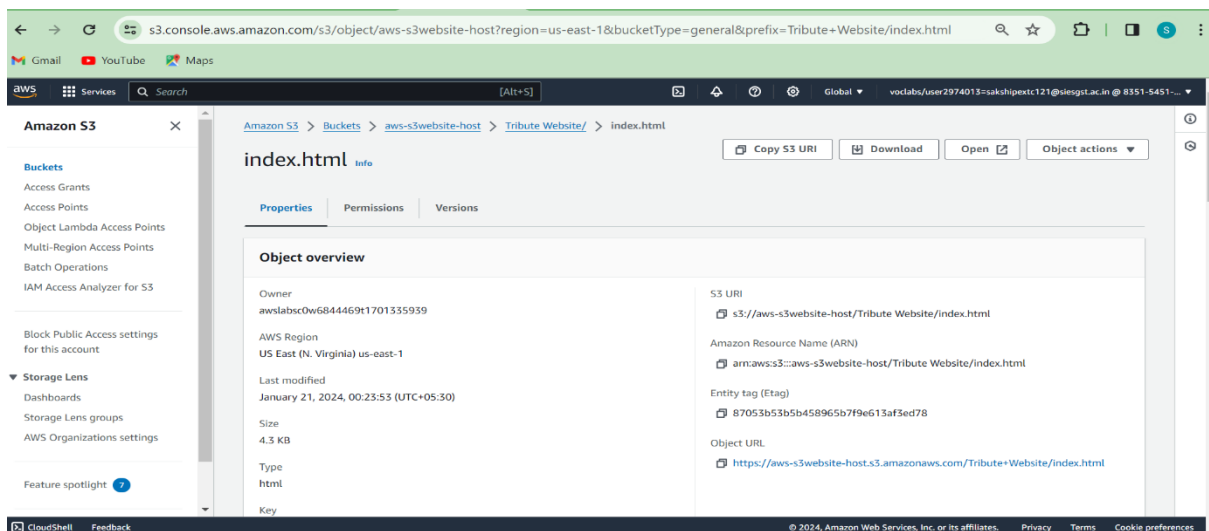 s3.console.aws.amazon.com/s3/object/aws-s3website-host?region=us-east-1&bucketType=general&prefix=Tribute+Website/index.html
S
Gmail YouTube Maps
aws Services Search [Alt+S] Global voclabs/user2974013=sakshipextc121@siesgst.ac.in @ 8351-5451-...
Amazon S3
Buckets
Access Grants
Access Points
Object Lambda Access Points
Multi-Region Access Points
Batch Operations
IAM Access Analyzer for S3
Block Public Access settings
for this account
Storage Lens
Dashboards
Storage Lens groups
AWS Organizations settings
Feature spotlight 7
Amazon S3 > Buckets > aws-s3website-host > Tribute Website/ > index.html
index.html Info
Copy S3 URI Download Open Object actions
Properties Permissions Versions
Object overview
Owner
awslabsc0w6844469t1701335939
AWS Region
US East (N. Virginia) us-east-1
Last modified
January 21, 2024, 00:23:53 (UTC+05:30)
Size
4.3 KB
Type
html
Key
S3 URI
s3://aws-s3website-host/Tribute Website/index.html
Amazon Resource Name (ARN)
arn:aws:s3:::aws-s3website-host/Tribute Website/index.html
Entity tag (Etag)
87053b53b5b458965b7f9e613af3ed78
Object URL
https://aws-s3website-host.s3.amazonaws.com/Tribute+Website/index.html
CloudShell Feedback © 2024, Amazon Web Services, Inc. or its affiliates. Privacy Terms Cookie preferences